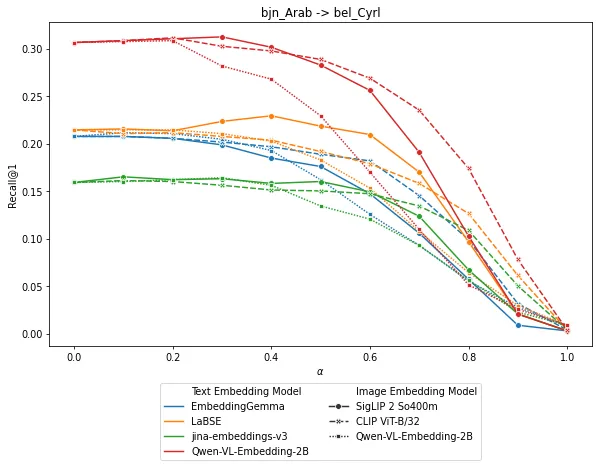 bjn_Arab -> bel_Cyrl
Recall@1
0.30
0.25
0.20
0.15
0.10
0.05
0.00
0.0 0.2 0.4 0.6 0.8 1.0
α
Text Embedding Model
EmbeddingGemma
LaBSE
jina-embeddings-v3
Qwen-VL-Embedding-2B
Image Embedding Model
SigLIP 2 So400m
CLIP ViT-B/32
Qwen-VL-Embedding-2B